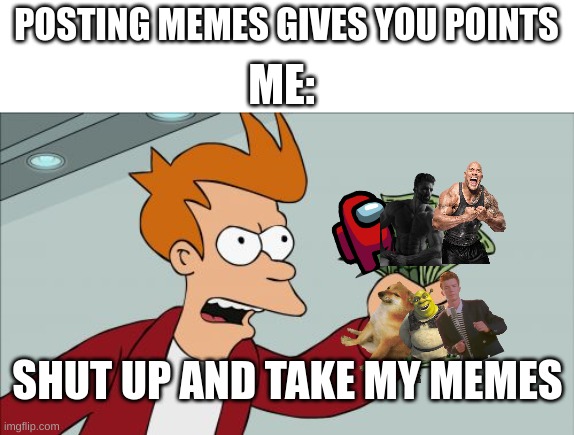 POSTING MEMES GIVES YOU POINTS
ME:
SHUT UP AND TAKE MY MEMES
imgflip.com